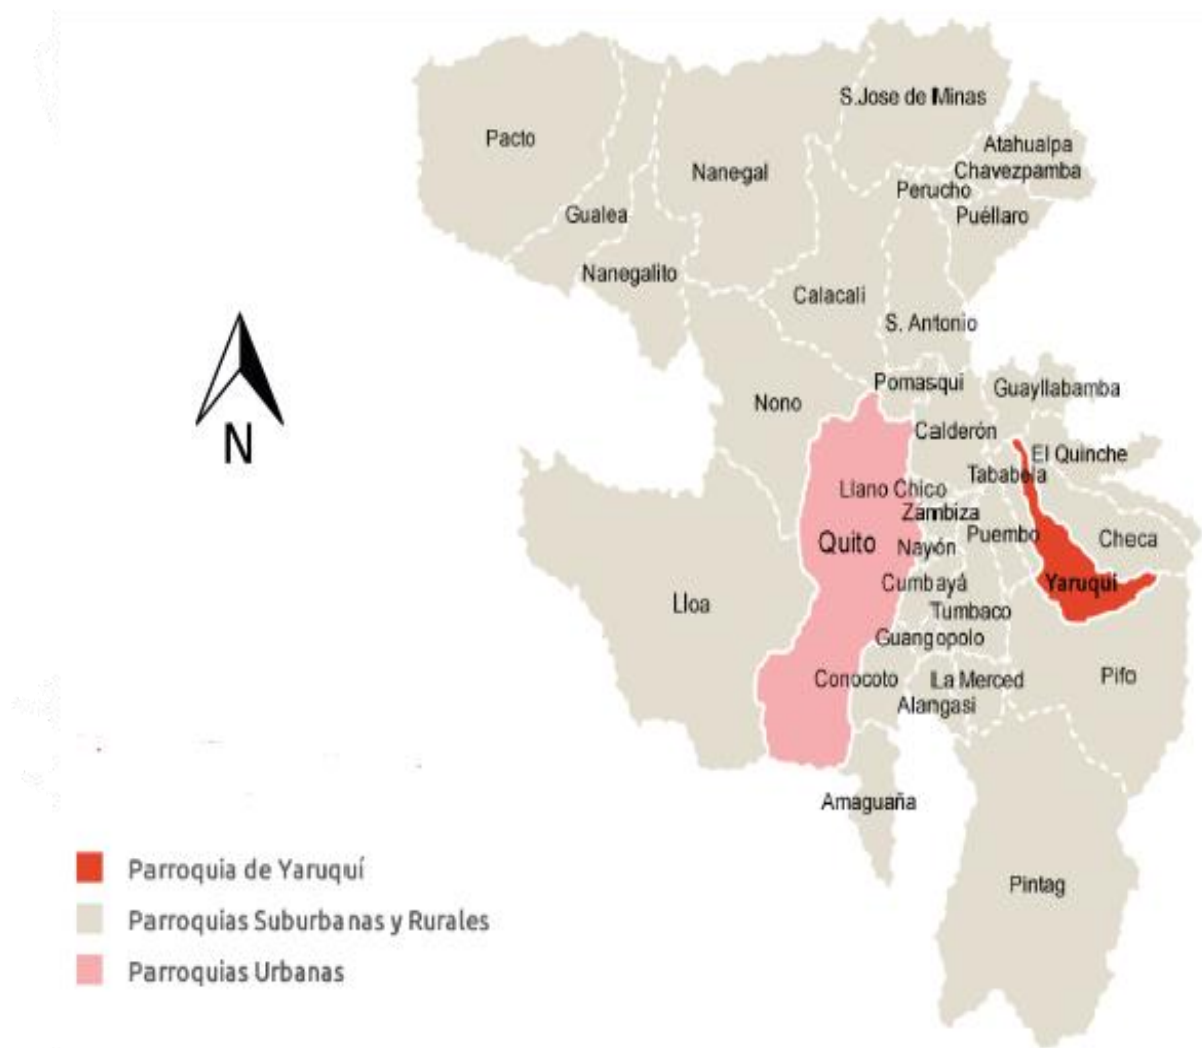 S.Jose de Minas
Pacto
Atahualpa
Nanegal
Chavezpamba
Perucho
Gualea
Puéllaro
Nanegalito
Calacali
S. Antonio
Pomasqui
Guayllabamba
Nono
Calderón
N
El Quinche
Tababela
Llano Chico
Zámbiza
Puembo
Checa
Quito
Nayón
Cumbayá
Yaruquí
Lloa
Tumbaco
Guangopolo
Conocoto
La Merced
Pifo
Alangasi
Amaguaña
Pintag
Parroquia de Yaruquí
Parroquias Suburbanas y Rurales
Parroquias Urbanas